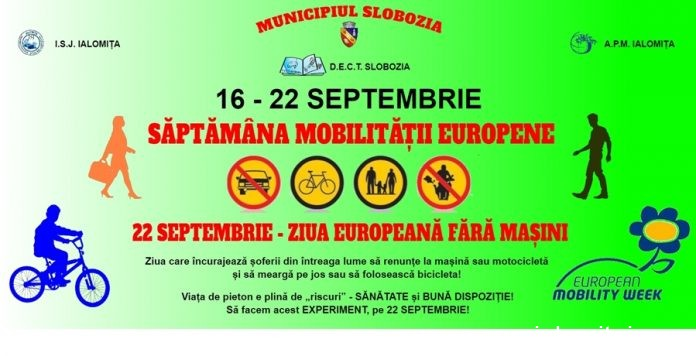 MUNICIPIUL SLOBOZIA
I.S.J. IALOMIȚA
A.P.M. IALOMIȚA
D.E.C.T. SLOBOZIA
16 - 22 SEPTEMBRIE
SĂPTĂMÂNA MOBILITĂȚII EUROPENE
22 SEPTEMBRIE - ZIUA EUROPEANĂ FĂRĂ MAȘINI
Ziua care încurajează șoferii din întreaga lume să renunțe la mașină sau motocicletă
și să meargă pe jos sau să folosească bicicleta!
Viața de pieton e plină de „riscuri” - SĂNĂTATE și BUNĂ DISPOZIȚIE!
Să facem acest EXPERIMENT, pe 22 SEPTEMBRIE!
EUROPEAN
MOBILITY WEEK